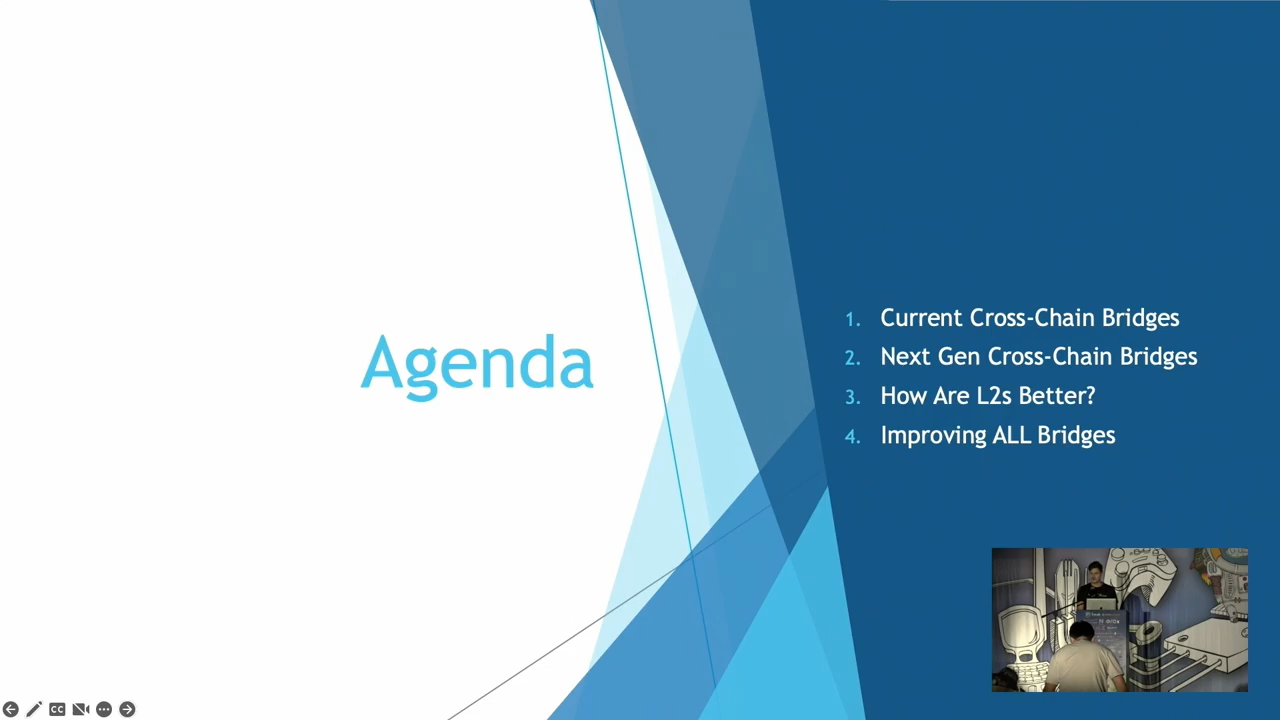 Agenda
1. Current Cross-Chain Bridges
2. Next Gen Cross-Chain Bridges
3. How Are L2s Better?
4. Improving ALL Bridges
CC